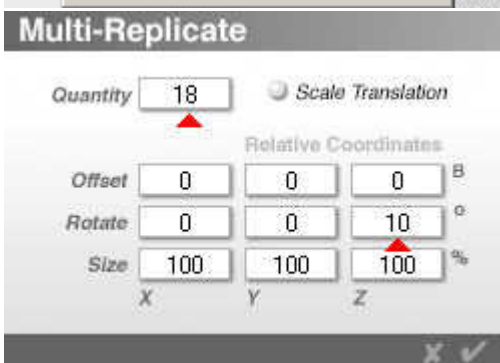 Multi-Replicate
Quantity 18 Scale Translation
Relative Coordinates
Offset 0 0 0 B
Rotate 0 0 10 °
Size 100 100 100 %
X Y Z